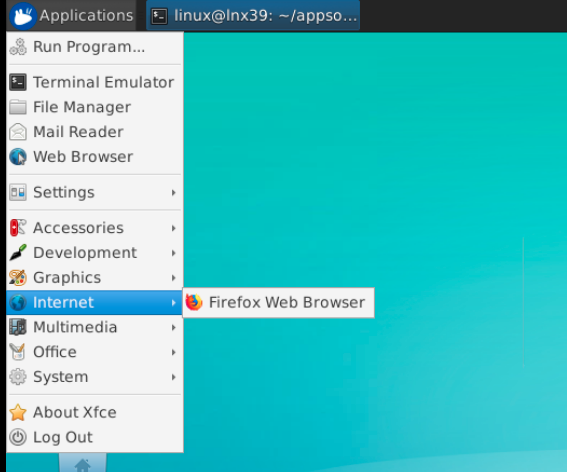 Applications
linux@lnx39: ~/appso...
Run Program...
Terminal Emulator
File Manager
Mail Reader
Web Browser
Settings
Accessories
Development
Graphics
Internet
Firefox Web Browser
Multimedia
Office
System
About Xfce
Log Out